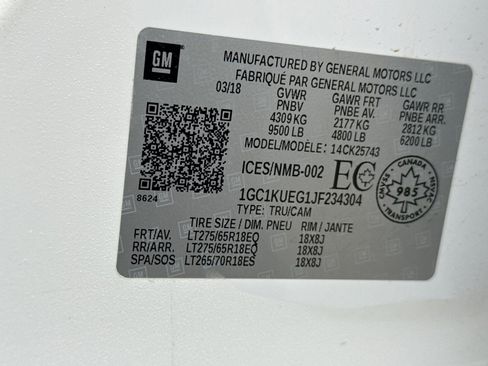 GM
MANUFACTURED BY GENERAL MOTORS LLC
FABRIQUÉ PAR GENERAL MOTORS LLC
03/18 GVWR GAWR FRT GAWR RR
PNBV PNBE AV. PNBE ARR.
4309 KG 2177 KG 2812 KG
9500 LB 4800 LB 6200 LB
MODEL/MODÈLE: 14CK25743
ICES/NMB-002 EC
CANADA
CMVSS NSVAC
985
TRANSPORT
8624
1GC1KUEG1JF234304
TYPE: TRU/CAM
TIRE SIZE / DIM. PNEU RIM / JANTE
FRT/AV. LT275/65R18EQ 18X8J
RR/ARR. LT275/65R18EQ 18X8J
SPA/SOS LT265/70R18ES 18X8J